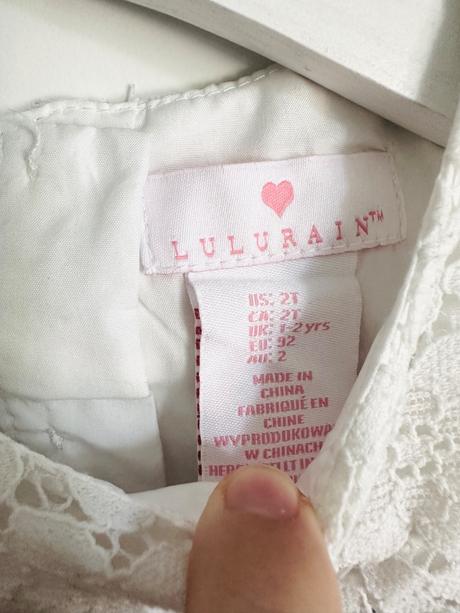 LULURAIN™
US: 2T
CA: 2T
UK: 1-2 yrs
EU: 92
AU: 2
MADE IN
CHINA
FABRIQUÉ EN
CHINE
WYPRODUKOWA
W CHINACH